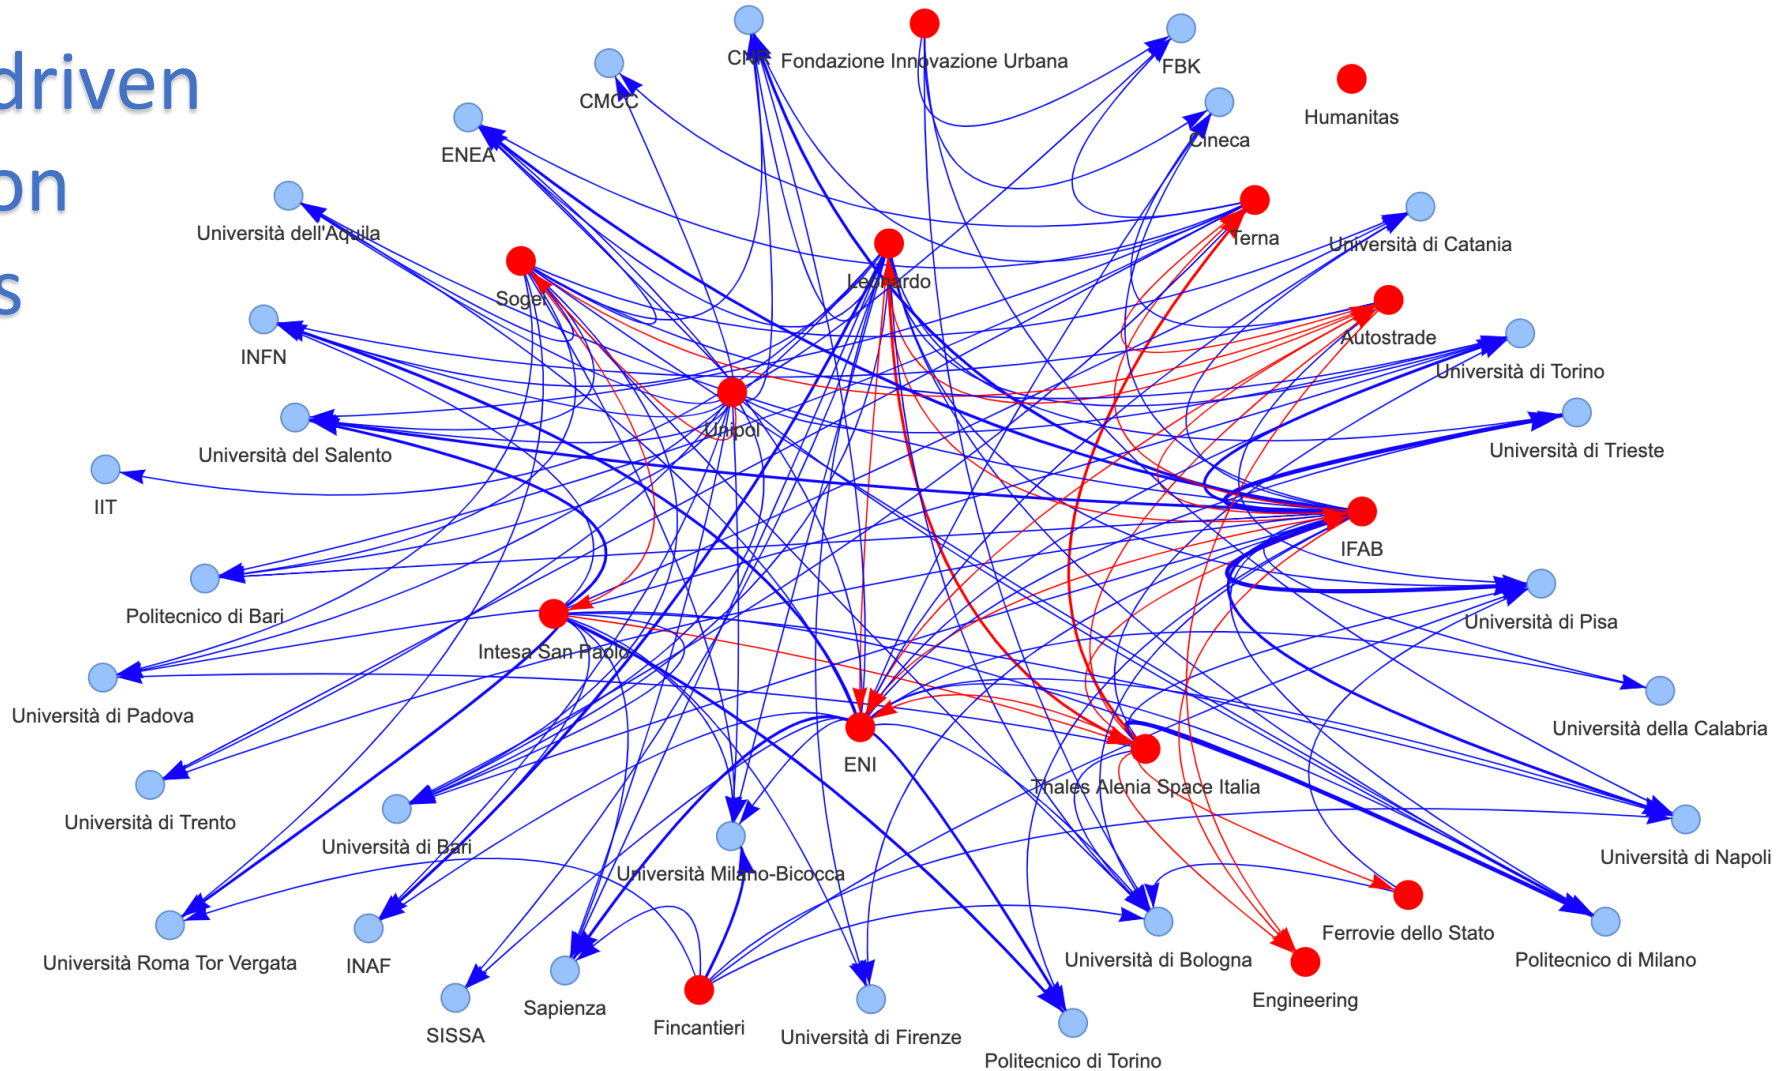 driven
on
s
CNR
Fondazione Innovazione Urbana
FBK
CMCC
Humanitas
Cineca
ENEA
Università dell'Aquila
Terna
Università di Catania
Leonardo
Sogei
Autostrade
INFN
Università di Torino
Unipol
Università del Salento
Università di Trieste
IIT
IFAB
Politecnico di Bari
Università di Pisa
Intesa San Paolo
Università di Padova
Università della Calabria
ENI
Thales Alenia Space Italia
Università di Trento
Università di Bari
Università Milano-Bicocca
Università di Napoli
Ferrovie dello Stato
Università Roma Tor Vergata
INAF
Università di Bologna
Politecnico di Milano
Engineering
Sapienza
SISSA
Fincantieri
Università di Firenze
Politecnico di Torino